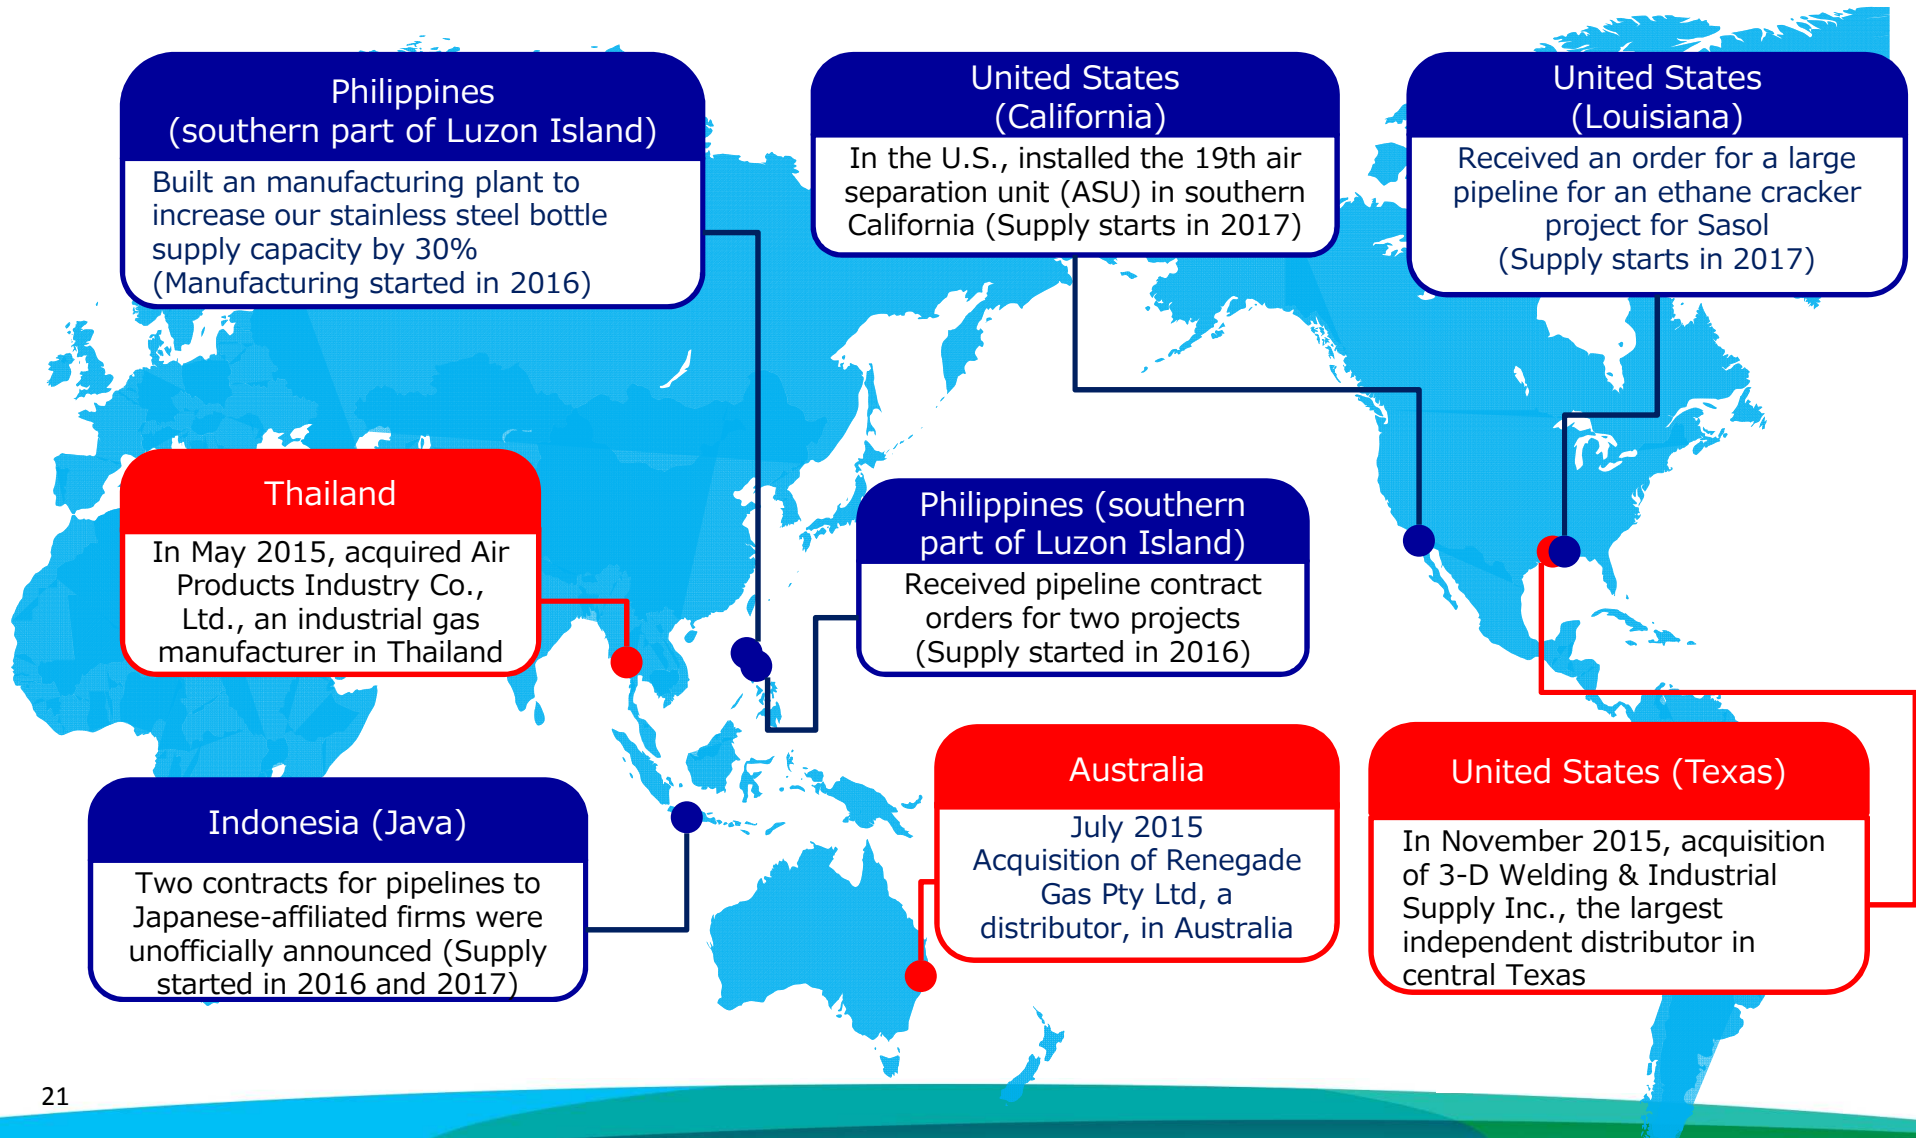 Philippines
(southern part of Luzon Island)
Built an manufacturing plant to
increase our stainless steel bottle
supply capacity by 30%
(Manufacturing started in 2016)
United States
(California)
In the U.S., installed the 19th air
separation unit (ASU) in southern
California (Supply starts in 2017)
United States
(Louisiana)
Received an order for a large
pipeline for an ethane cracker
project for Sasol
(Supply starts in 2017)
Thailand
In May 2015, acquired Air
Products Industry Co.,
Ltd., an industrial gas
manufacturer in Thailand
Philippines (southern
part of Luzon Island)
Received pipeline contract
orders for two projects
(Supply started in 2016)
Indonesia (Java)
Two contracts for pipelines to
Japanese-affiliated firms were
unofficially announced (Supply
started in 2016 and 2017)
Australia
July 2015
Acquisition of Renegade
Gas Pty Ltd, a
distributor, in Australia
United States (Texas)
In November 2015, acquisition
of 3-D Welding & Industrial
Supply Inc., the largest
independent distributor in
central Texas
21